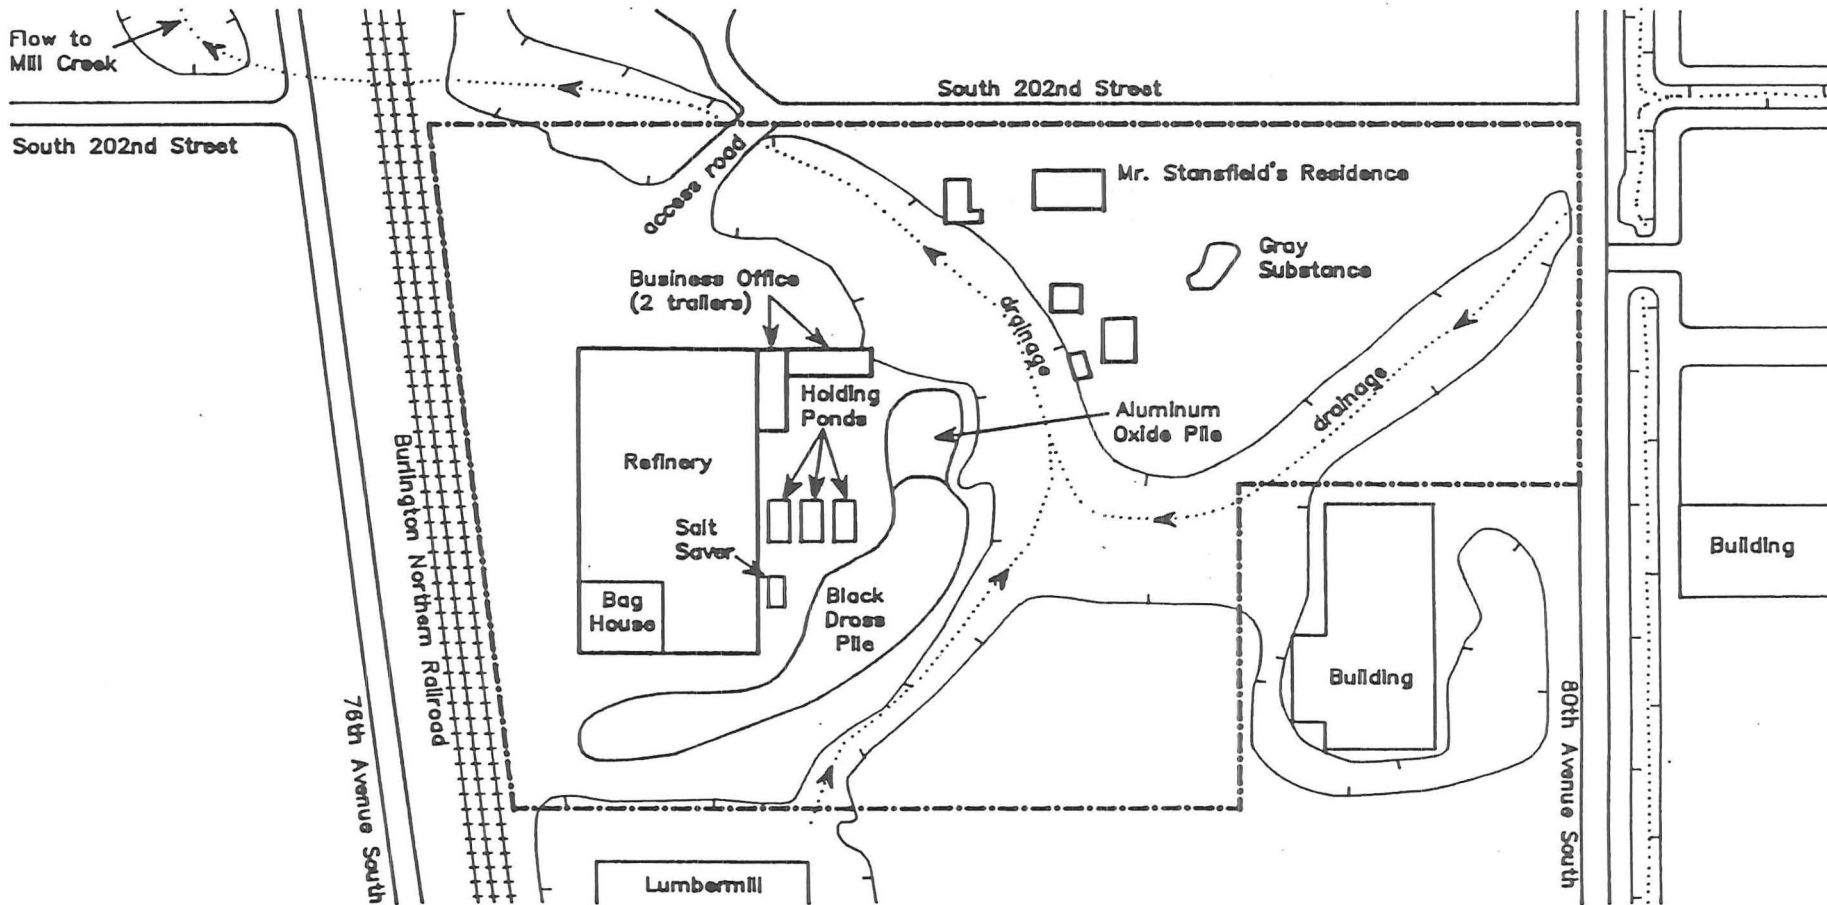 Flow to
Mill Creek
South 202nd Street
South 202nd Street
access road
Mr. Stansfield's Residence
Gray
Substance
Business Office
(2 trailers)
drainage
drainage
Holding
Ponds
Aluminum
Oxide Pile
Refinery
Salt
Saver
Bag
House
Black
Dross
Pile
Building
Building
Burlington Northern Railroad
76th Avenue South
80th Avenue South
Lumbermill